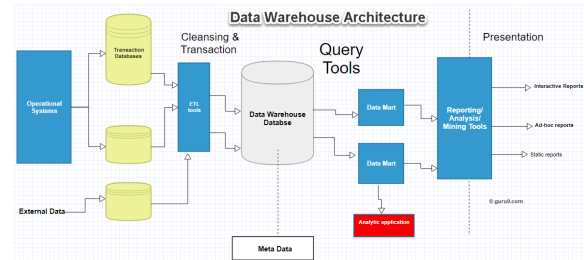 Data Warehouse Architecture
Cleansing &
Transaction
Query
Tools
Presentation
Transaction
Databases
Operational
Systems
ETL
tools
Data Warehouse
Databse
Data Mart
Data Mart
Reporting/
Analysis/
Mining Tools
Interactive Reports
Ad-hoc reports
Static reports
External Data
Analytic application
Meta Data
© guru9.com